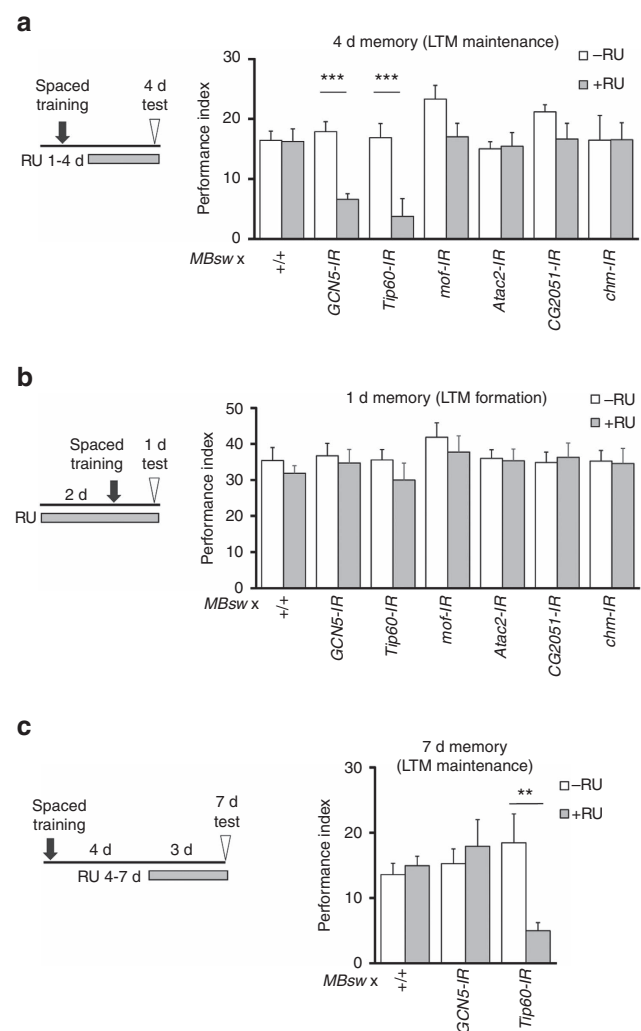 a
4 d memory (LTM maintenance)
–RU
+RU
Spaced
training
4 d
test
RU 1-4 d
Performance index
30
20
10
0
***
***
MBsw x
+/+
GCN5-IR
Tip60-IR
mof-IR
Atac2-IR
CG2051-IR
chm-IR
b
1 d memory (LTM formation)
–RU
+RU
Spaced
training
1 d
test
2 d
RU
Performance index
50
40
30
20
10
0
MBsw x
+/+
GCN5-IR
Tip60-IR
mof-IR
Atac2-IR
CG2051-IR
chm-IR
c
7 d memory
(LTM maintenance)
–RU
+RU
Spaced
training
7 d
test
4 d
3 d
RU 4-7 d
Performance index
30
20
10
0
**
MBsw x
+/+
GCN5-IR
Tip60-IR